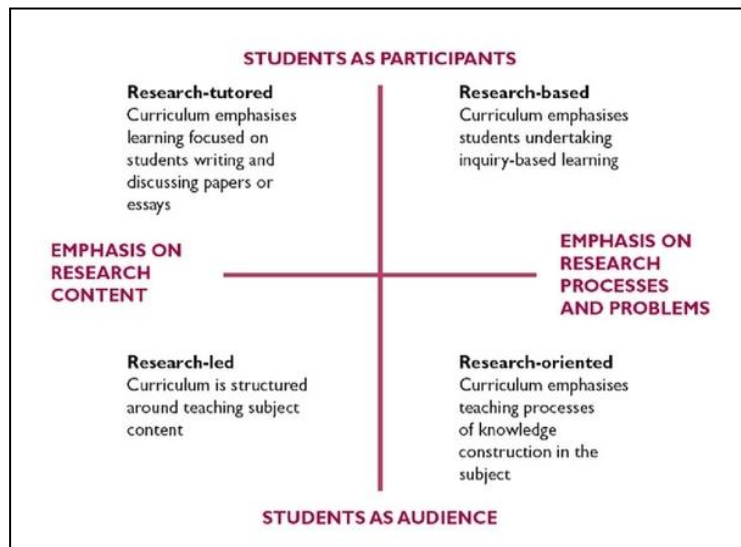 STUDENTS AS PARTICIPANTS
Research-tutored
Curriculum emphasises
learning focused on
students writing and
discussing papers or
essays
Research-based
Curriculum emphasises
students undertaking
inquiry-based learning
EMPHASIS ON
RESEARCH
CONTENT
EMPHASIS ON
RESEARCH
PROCESSES
AND PROBLEMS
Research-led
Curriculum is structured
around teaching subject
content
Research-oriented
Curriculum emphasises
teaching processes
of knowledge
construction in the
subject
STUDENTS AS AUDIENCE